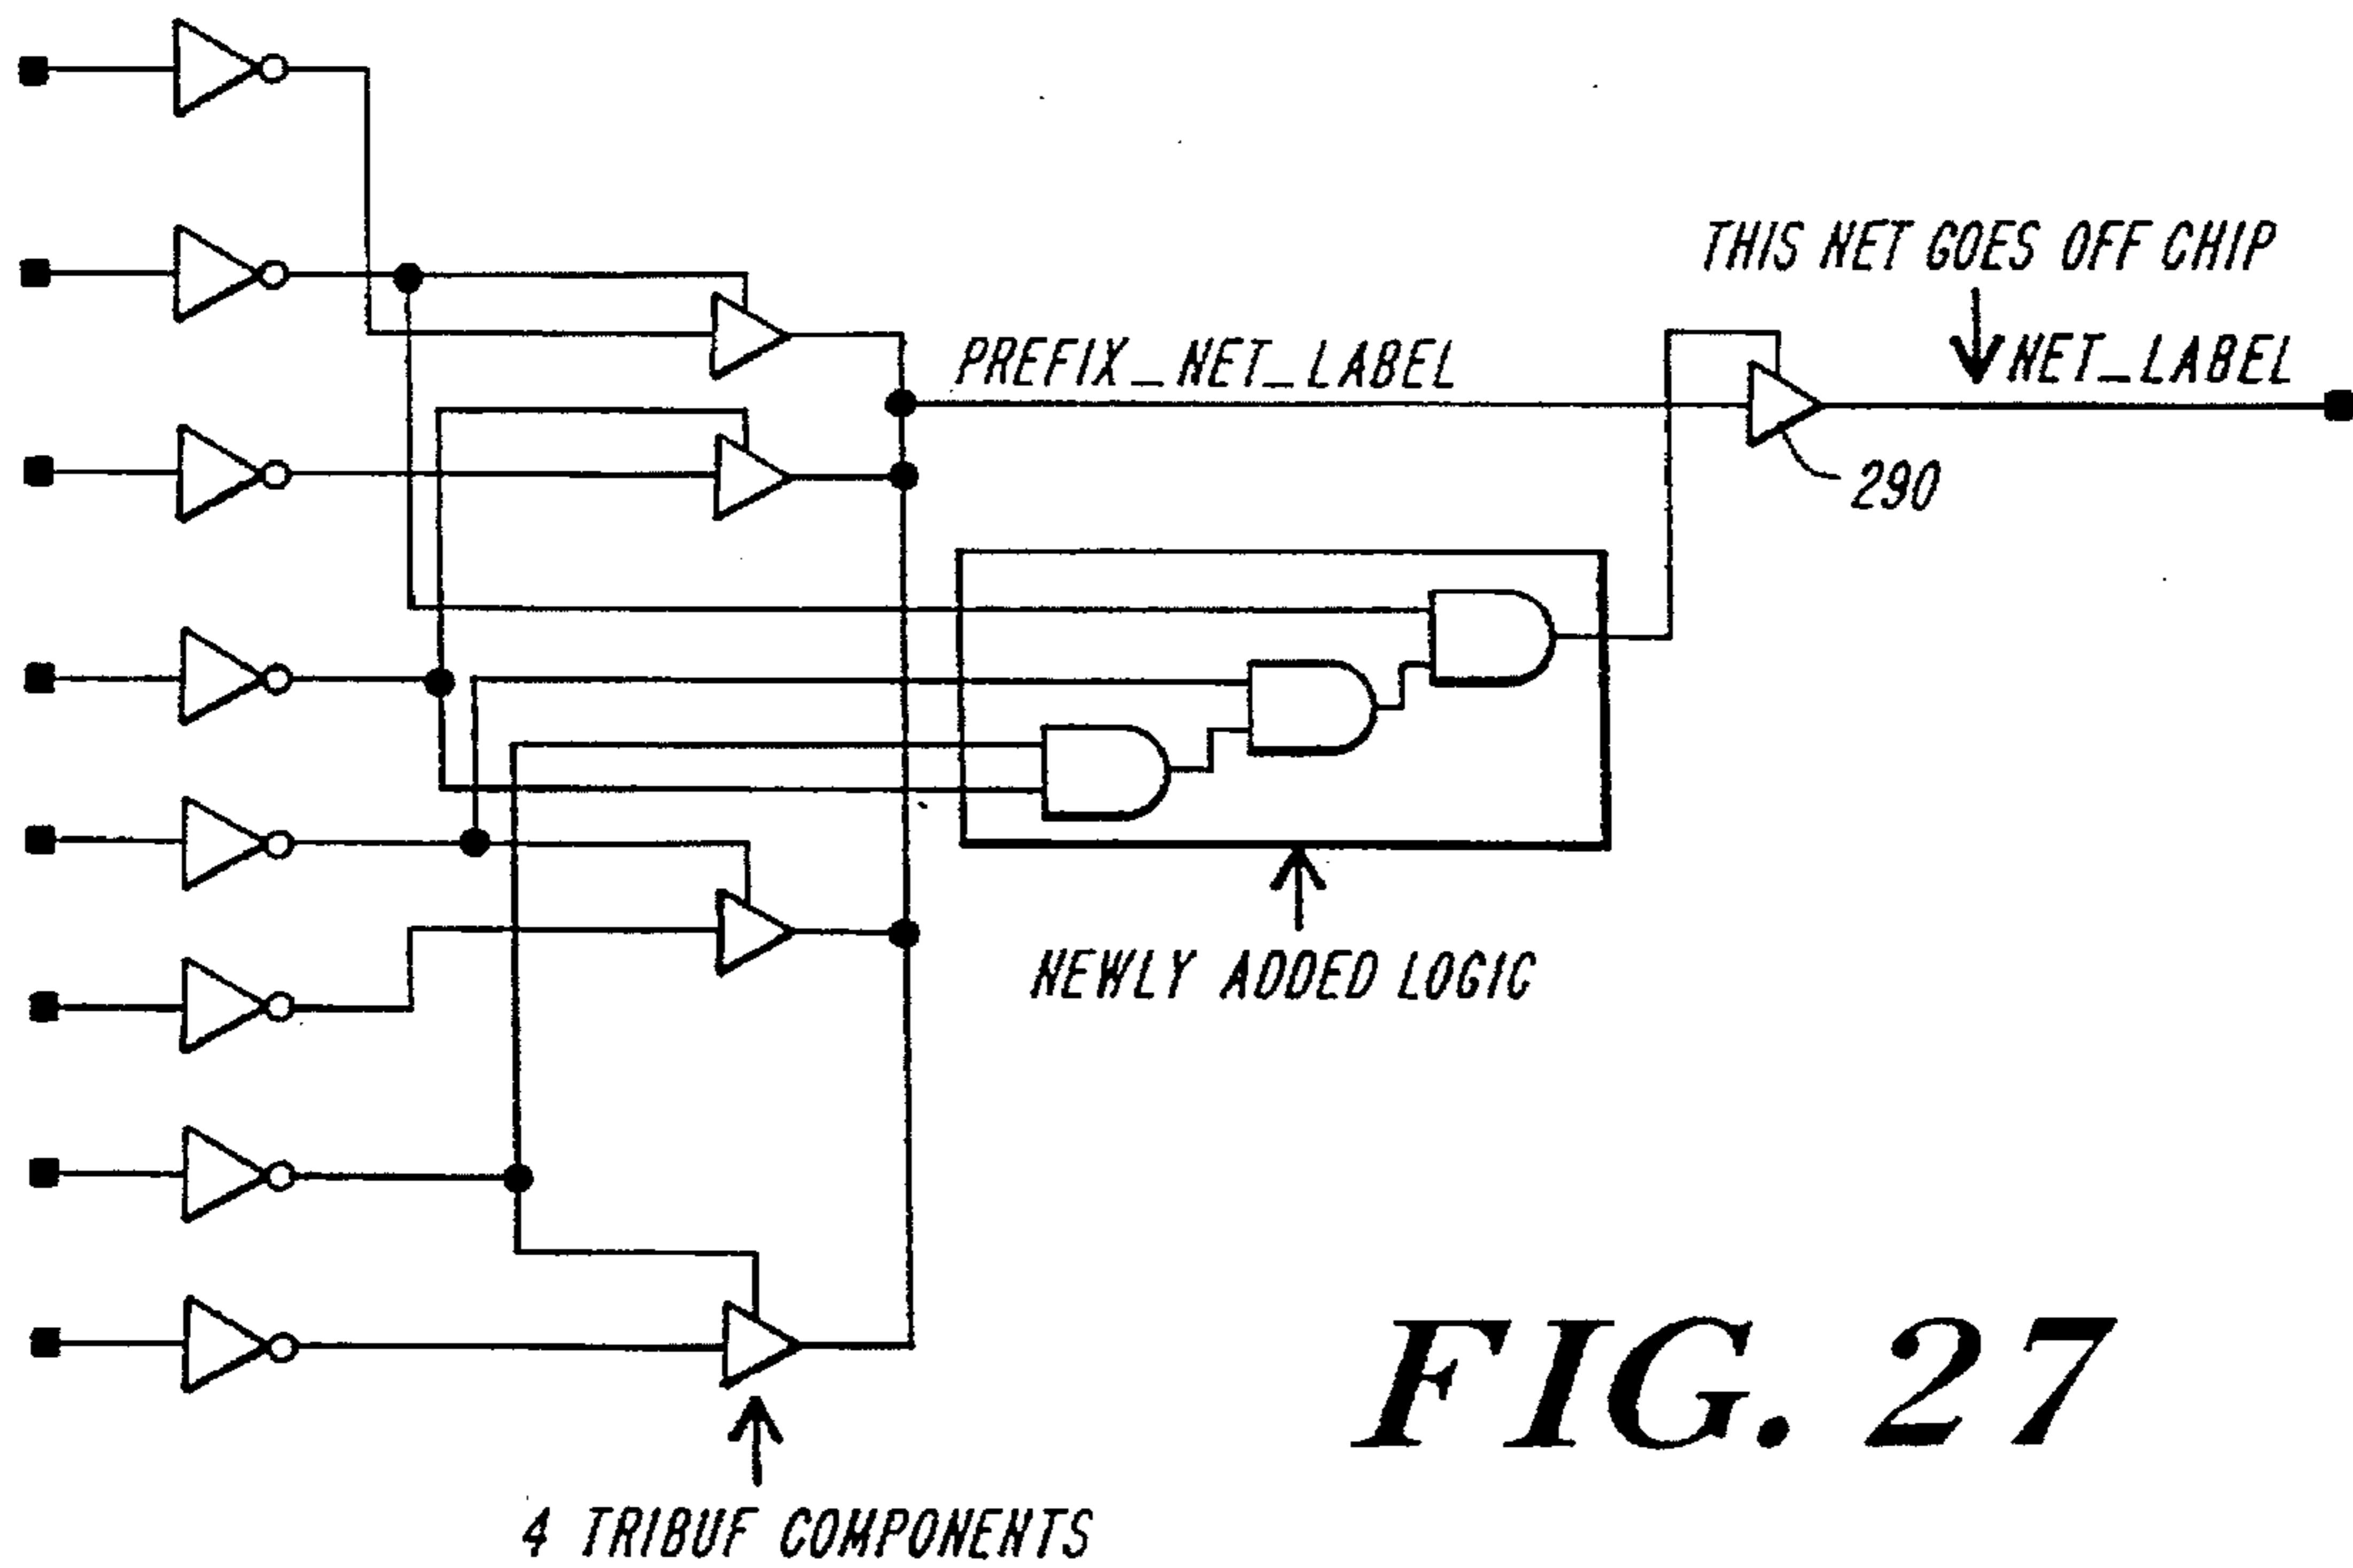 THIS NET GOES OFF CHIP
PREFIX_NET_LABEL
NET_LABEL
290
NEWLY ADDED LOGIC
FIG. 27
4 TRIBUF COMPONENTS